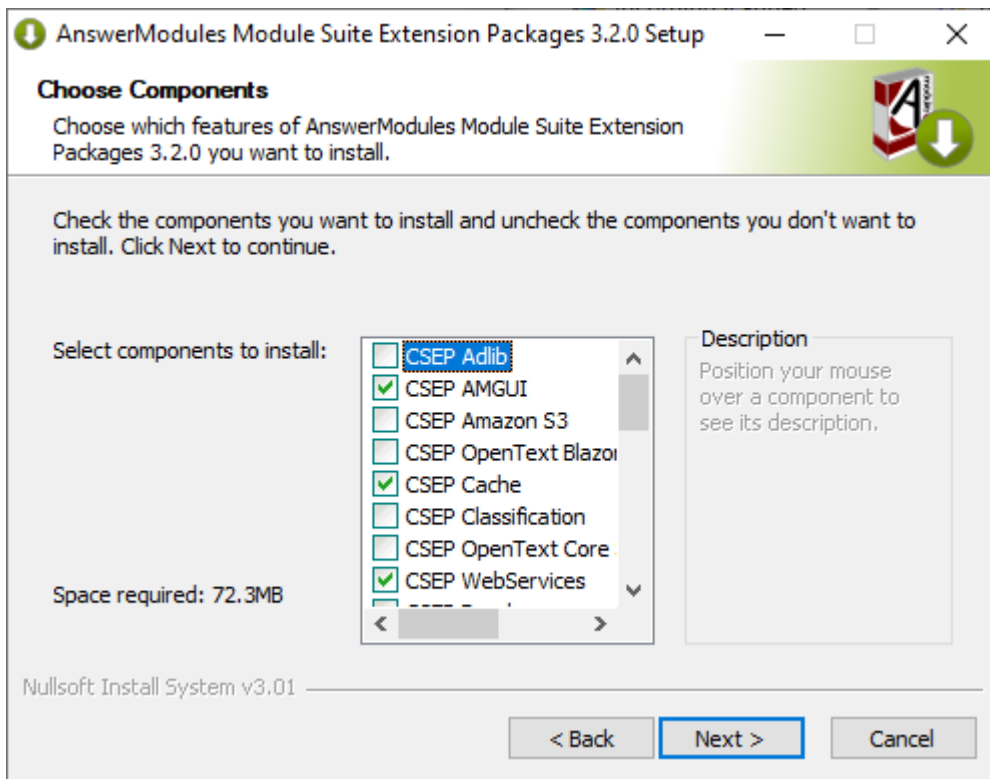 AnswerModules Module Suite Extension Packages 3.2.0 Setup
Choose Components
Choose which features of AnswerModules Module Suite Extension
Packages 3.2.0 you want to install.
Check the components you want to install and uncheck the components you don't want to
install. Click Next to continue.
Select components to install:
CSEP Adlib
CSEP AMGUI
CSEP Amazon S3
CSEP OpenText Blazo
CSEP Cache
CSEP Classification
CSEP OpenText Core
CSEP WebServices
Description
Position your mouse
over a component to
see its description.
Space required: 72.3MB
Nullsoft Install System v3.01
< Back
Next >
Cancel